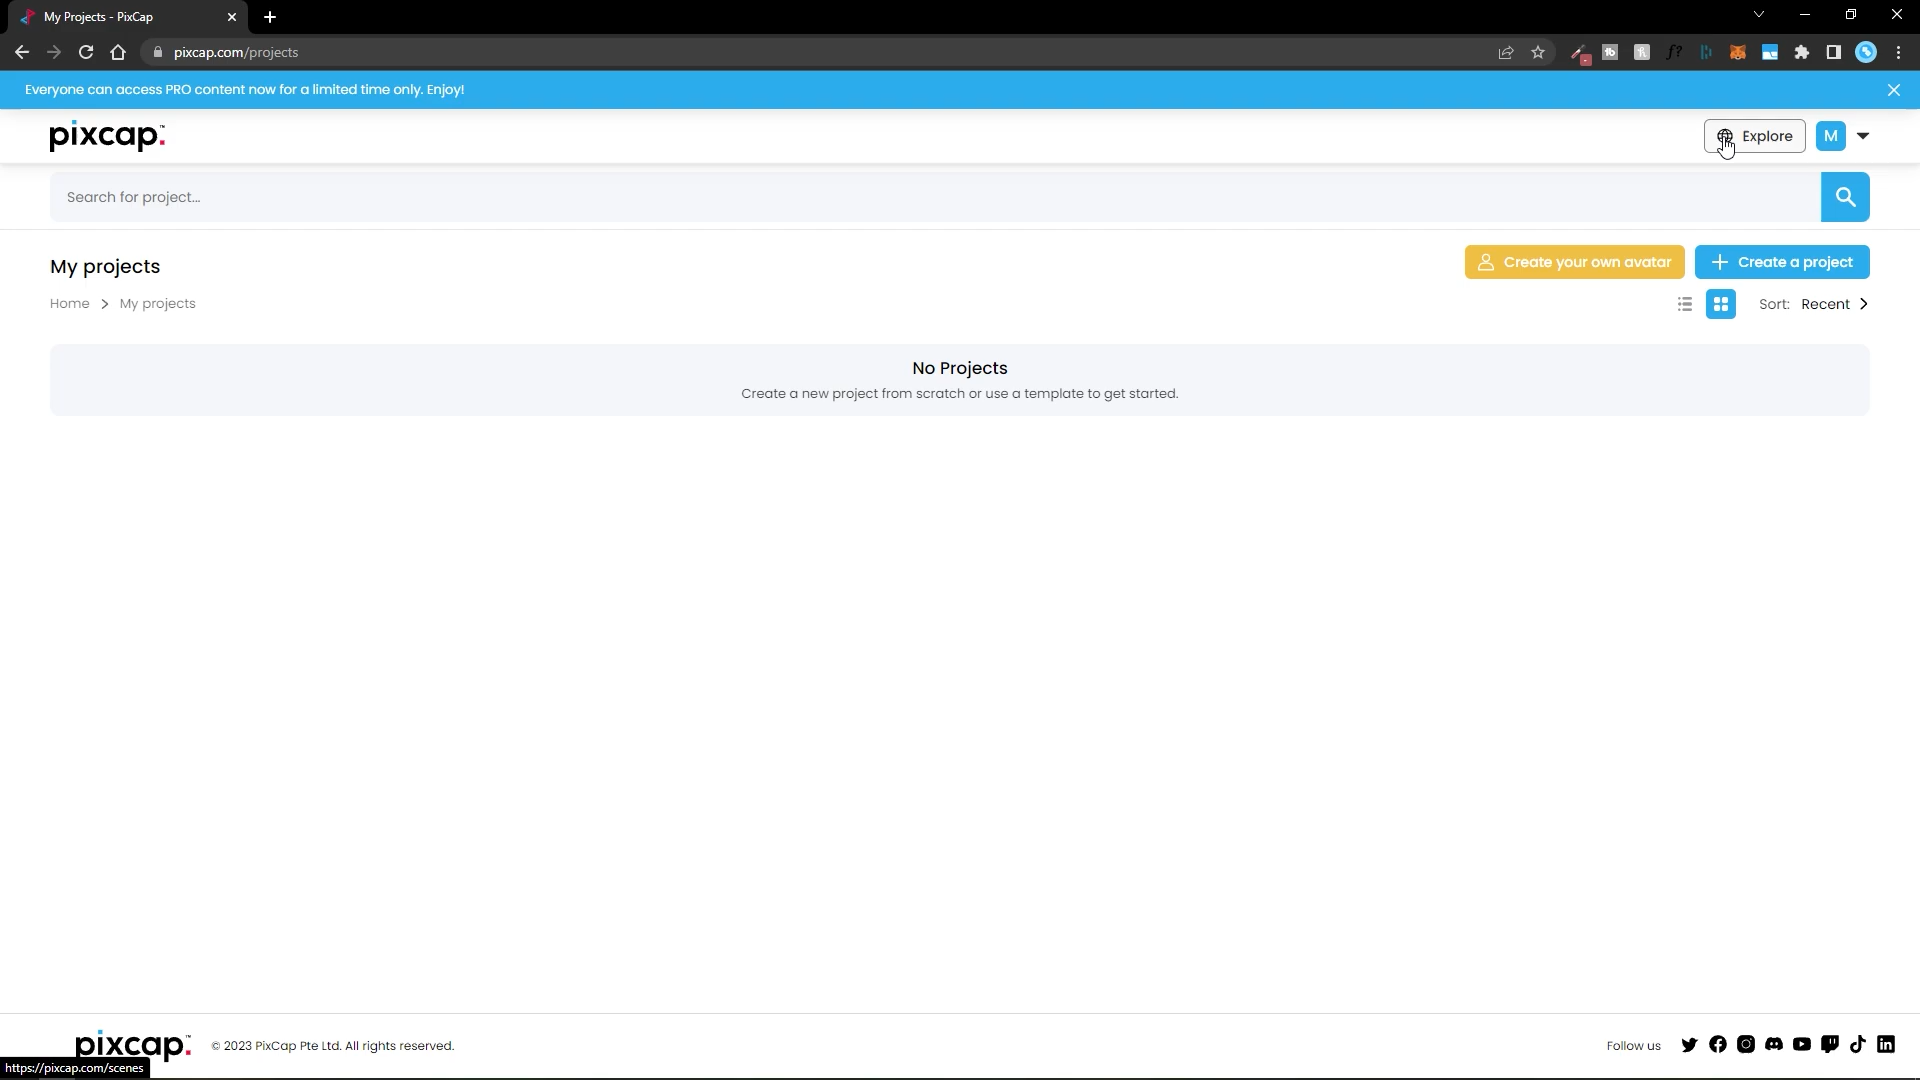 My Projects - PixCap
pixcap.com/projects
Everyone can access PRO content now for a limited time only. Enjoy!
pixcap.™
Explore
M
Search for project...
My projects
Create your own avatar
Create a project
Home > My projects
Sort: Recent >
No Projects
Create a new project from scratch or use a template to get started.
pixcap.™
© 2023 PixCap Pte Ltd. All rights reserved.
Follow us
https://pixcap.com/scenes